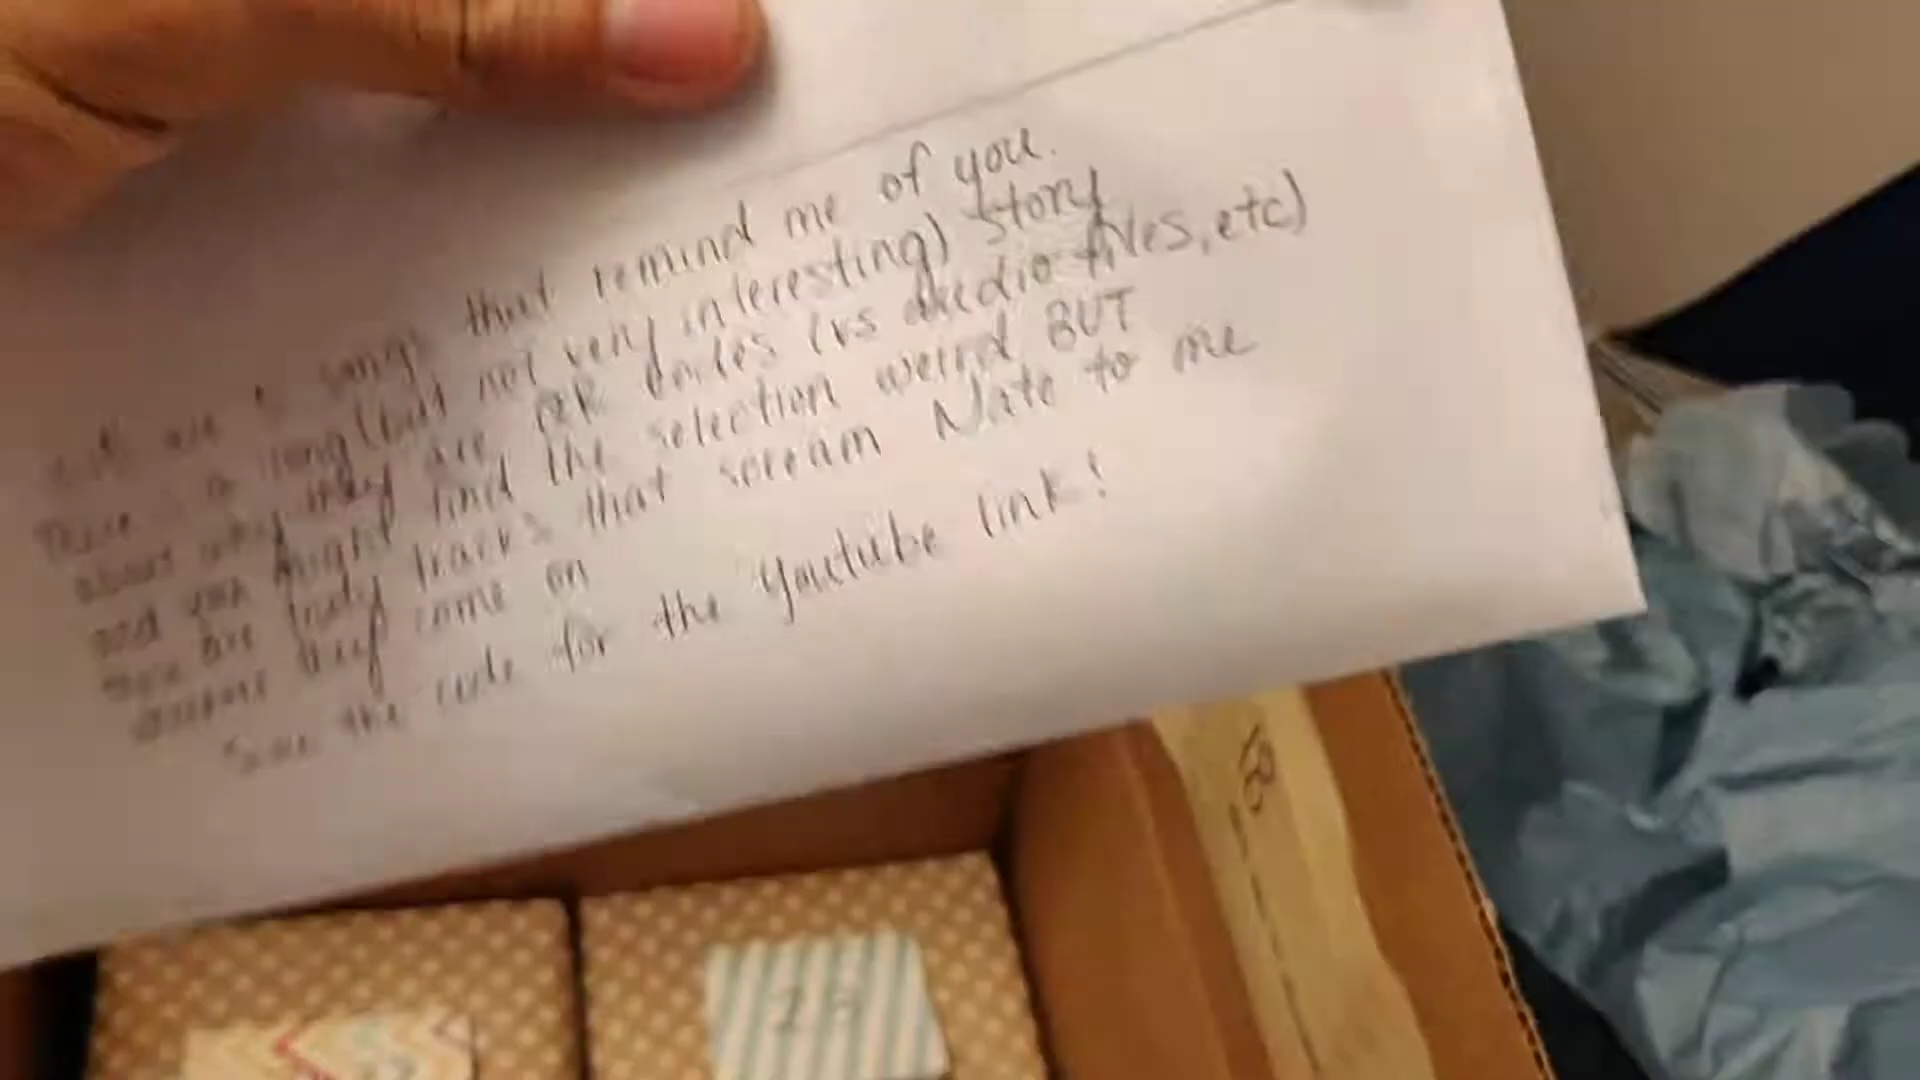 are songs that remind me of you.
There is a long (but not very interesting) story
about why they are QR codes (vs audio files, etc)
and you might find the selection weird BUT
these are truly tracks that scream Nate to me
they come on
Scan the code for the Youtube link!